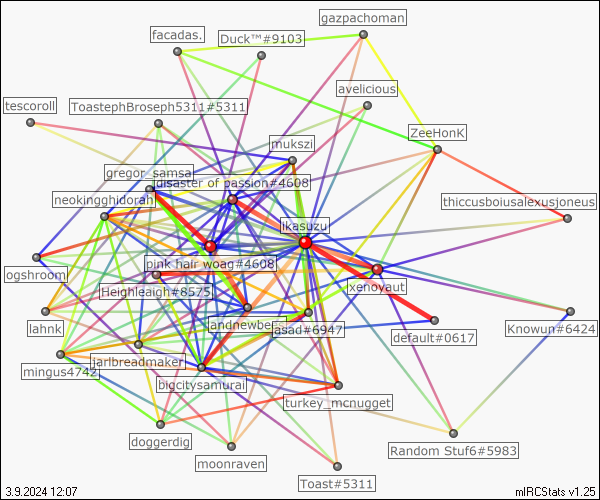 gazpachoman
facadas.
Duck™#9103
avelicious
tescoroll
ToastephBroseph5311#5311
ZeeHonK
mukszi
gregor_samsa
disaster of passion#4608
neokingghidorah
thiccusboiusalexusjoneus
ikasuzu
pink hair woag#4608
ogshroom
xenoyaut
Heighleaigh#8575
lahnk
landnewber
asad#6947
Knowun#6424
default#0617
jarlbreadmaker
mingus4742
bigcitysamurai
turkey_mcnugget
doggerdig
Random Stuf6#5983
moonraven
Toast#5311
3.9.2024 12:07
mIRCStats v1.25